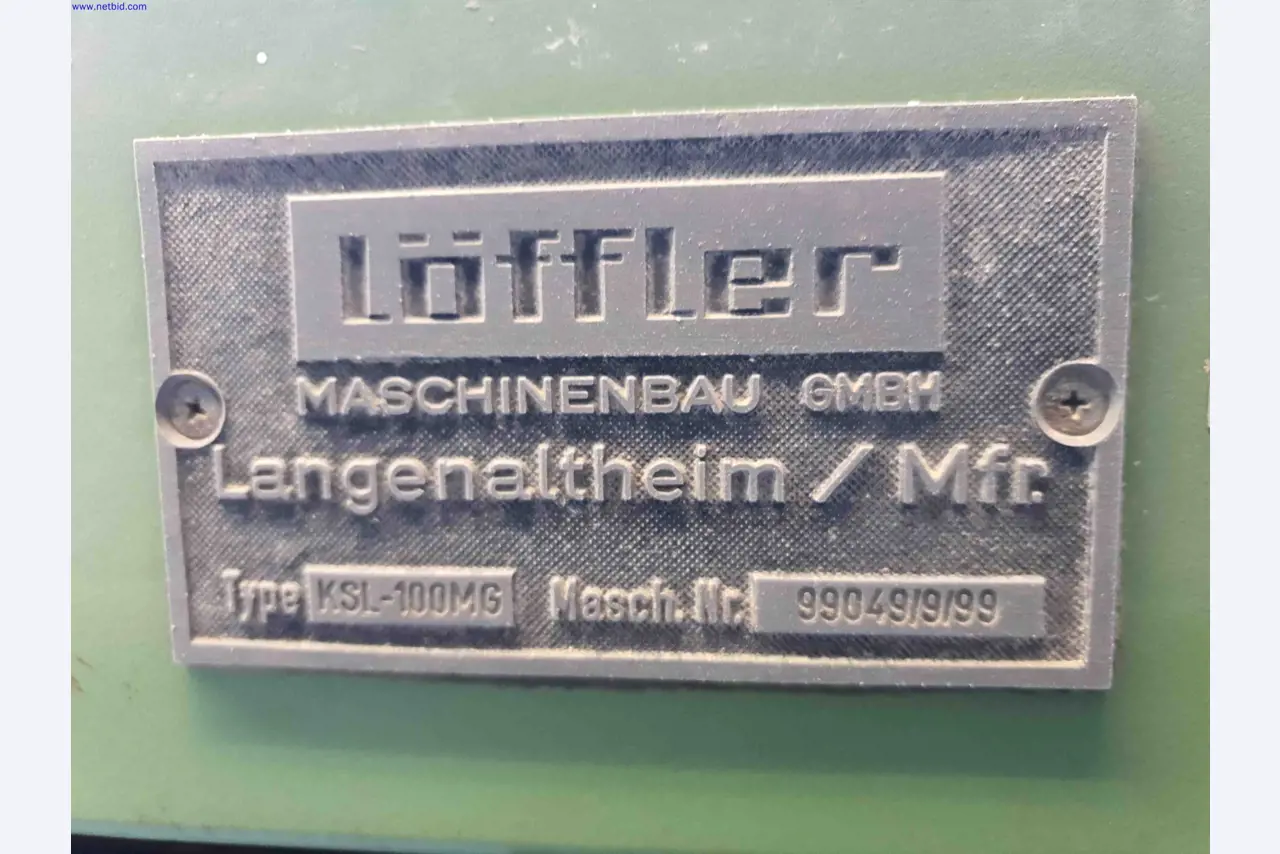 www.netbid.com
Löffler
MASCHINENBAU GMBH
Langenaltheim / Mfr.
Type KSL-100MG Masch. Nr. 99049/9/99